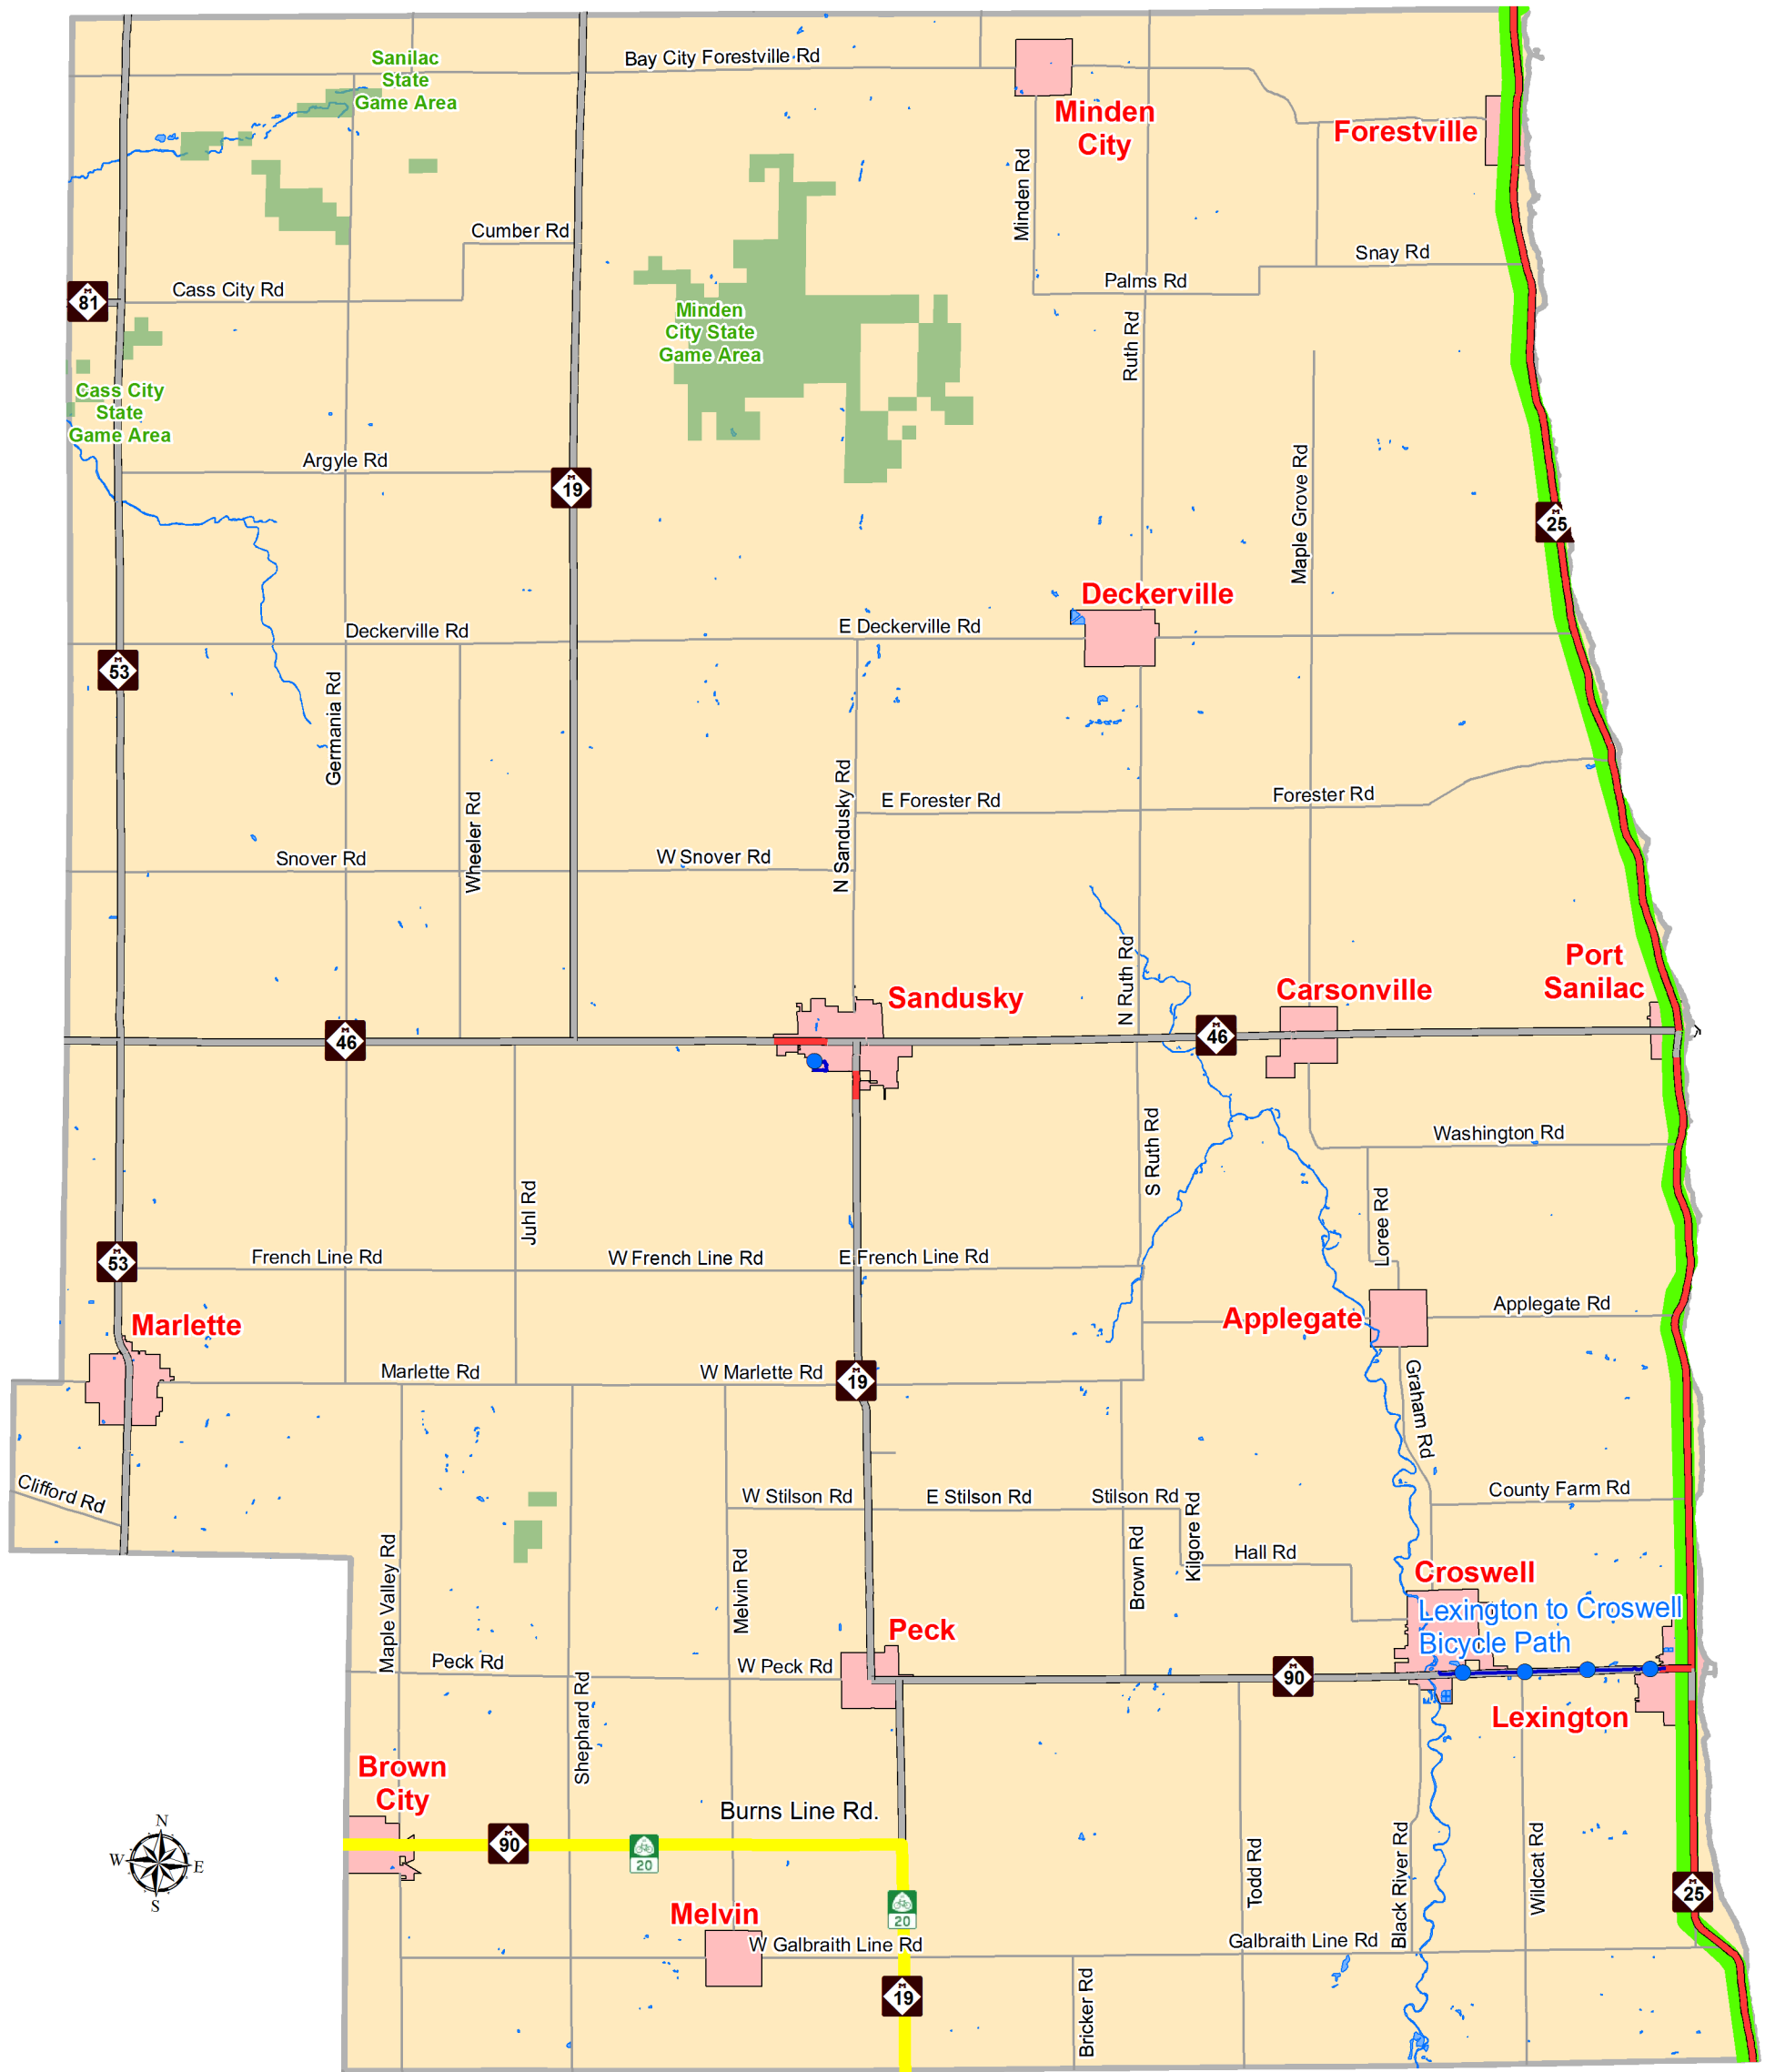 Sanilac
State
Game Area
Bay City Forestville Rd
Minden
City
Forestville
Minden Rd
Cumber Rd
Snay Rd
Palms Rd
M
81
Cass City Rd
Minden
City State
Game Area
Ruth Rd
Cass City
State
Game Area
Argyle Rd
M
19
Maple Grove Rd
M
25
Deckerville
Deckerville Rd
E Deckerville Rd
M
53
Germania Rd
Wheeler Rd
N Sandusky Rd
E Forester Rd
Forester Rd
Snover Rd
W Snover Rd
N Ruth Rd
Port
Sanilac
Sandusky
Carsonville
M
46
M
46
Washington Rd
S Ruth Rd
Juhl Rd
Loree Rd
M
53
French Line Rd
W French Line Rd
E French Line Rd
Marlette
Applegate
Applegate Rd
Marlette Rd
W Marlette Rd
M
19
Graham Rd
Clifford Rd
W Stilson Rd
E Stilson Rd
Stilson Rd
County Farm Rd
Kilgore Rd
Maple Valley Rd
Melvin Rd
Brown Rd
Hall Rd
Croswell
Lexington to Croswell
Bicycle Path
Peck
Peck Rd
W Peck Rd
M
90
Shephard Rd
Lexington
Brown
City
Burns Line Rd.
M
90
20
N
W
E
S
Todd Rd
Black River Rd
Wildcat Rd
M
25
20
Melvin
W Galbraith Line Rd
Galbraith Line Rd
M
19
Bricker Rd